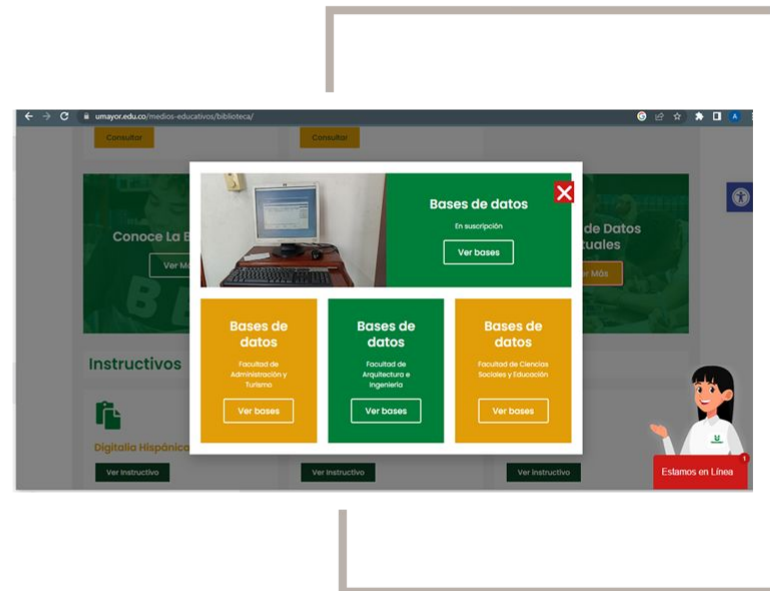 umayor.edu.co/medios-educativos/biblioteca/
A
Consultar
Consultar
Bases de datos
En suscripción
Ver bases
Conoce La B
Ver M
de Datos
tuales
r Más
Bases de
datos
Facultad de
Administración y
Turismo
Ver bases
Bases de
datos
Facultad de
Arquitectura e
Ingeniería
Ver bases
Bases de
datos
Facultad de Ciencias
Sociales y Educación
Ver bases
Instructivos
Digitalia Hispánica
Ver Instructivo
Ver Instructivo
Ver Instructivo
U
1
Estamos en Línea